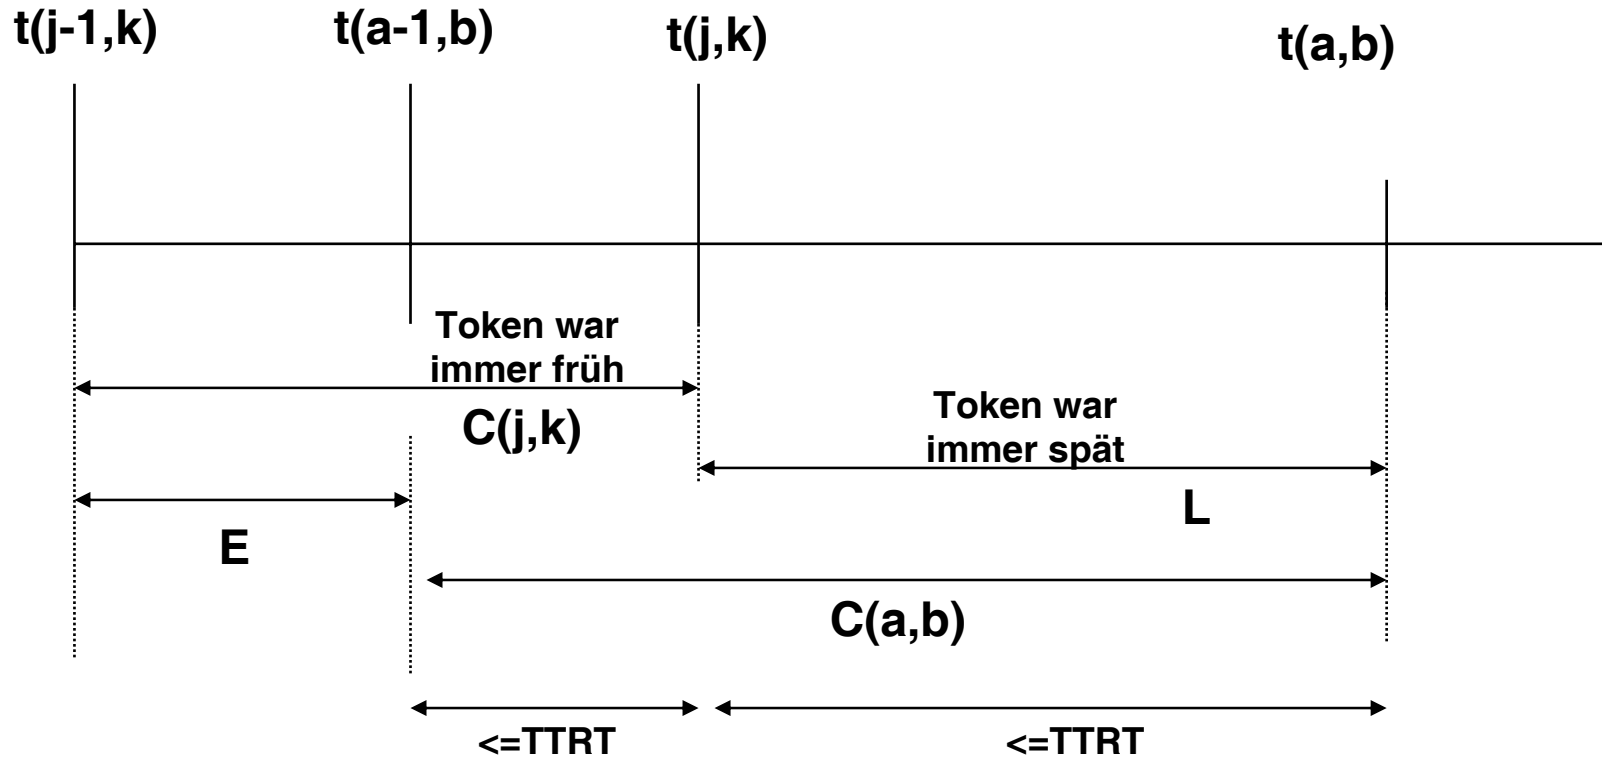 t(j-1,k)
t(a-1,b)
t(j,k)
t(a,b)
Token war
immer früh
C(j,k)
Token war
immer spät
L
E
C(a,b)
<=TTRT
<=TTRT